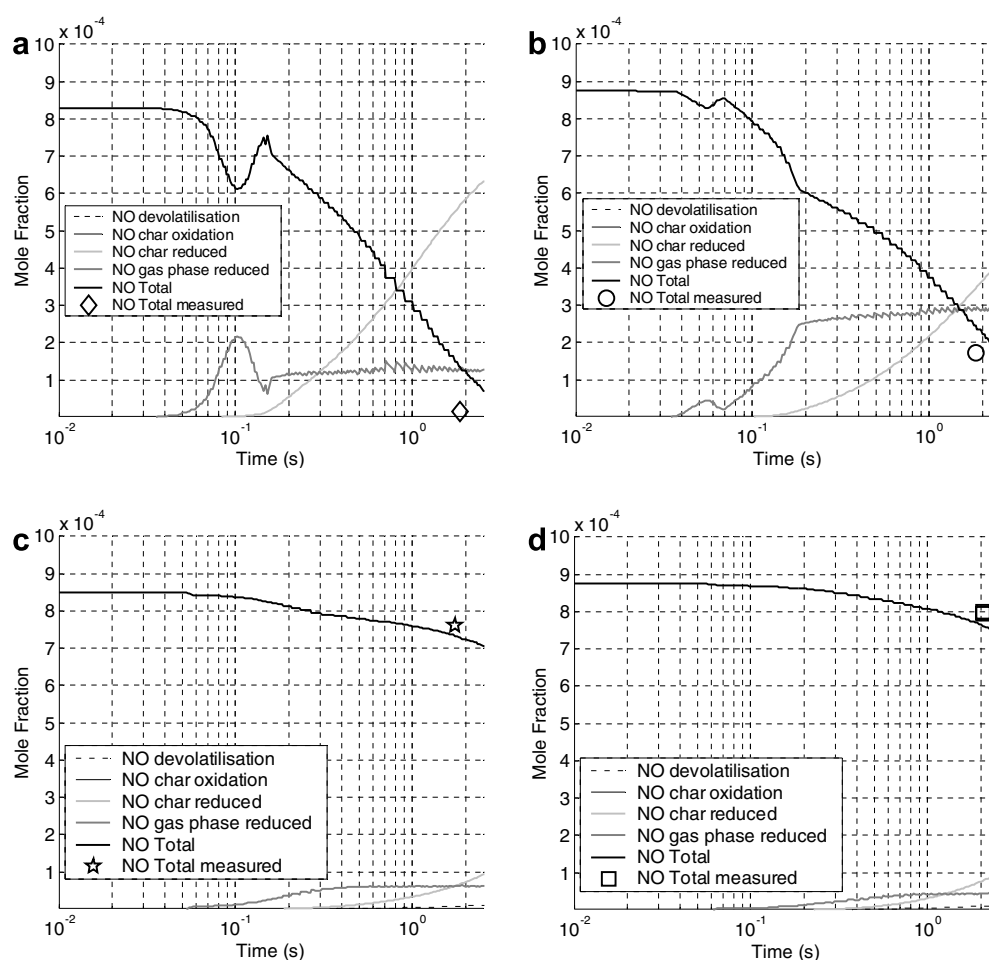 a
x 10⁻⁴
10
9
8
7
6
5
4
3
2
1
Mole Fraction
NO devolatilisation
NO char oxidation
NO char reduced
NO gas phase reduced
NO Total
NO Total measured
10⁻² 10⁻¹ 10⁰
Time (s)
b
x 10⁻⁴
10
9
8
7
6
5
4
3
2
1
Mole Fraction
NO devolatilisation
NO char oxidation
NO char reduced
NO gas phase reduced
NO Total
NO Total measured
10⁻² 10⁻¹ 10⁰
Time (s)
c
x 10⁻⁴
10
9
8
7
6
5
4
3
2
1
0
Mole Fraction
NO devolatilisation
NO char oxidation
NO char reduced
NO gas phase reduced
NO Total
NO Total measured
10⁻² 10⁻¹ 10⁰
Time (s)
d
x 10⁻⁴
10
9
8
7
6
5
4
3
2
1
0
Mole Fraction
NO devolatilisation
NO char oxidation
NO char reduced
NO gas phase reduced
NO Total
NO Total measured
10⁻² 10⁻¹ 10⁰
Time (s)